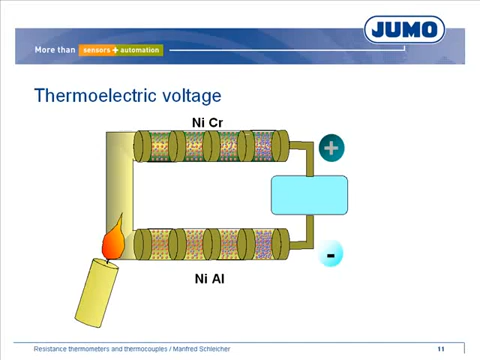 JUMO
More than sensors + automation
Thermoelectric voltage
Ni Cr
+
-
Ni Al
Resistance thermometers and thermocouples / Manfred Schleicher 11